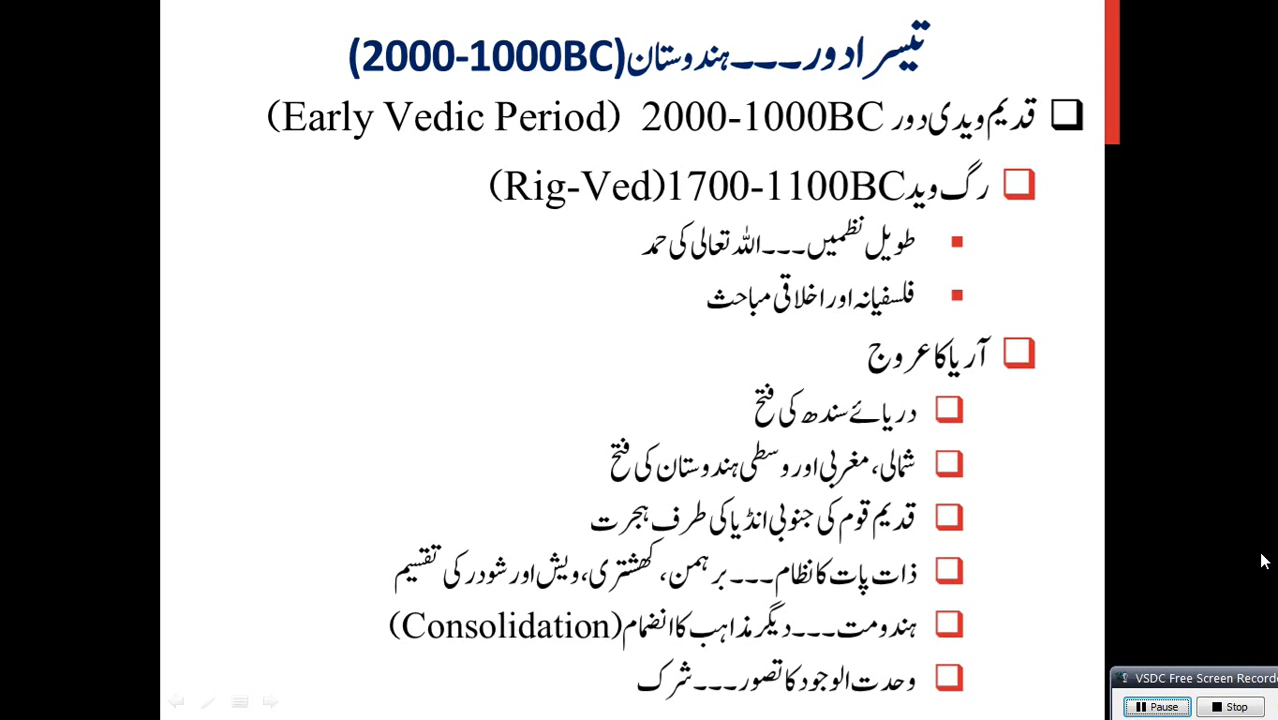 تیسرا دور۔۔۔ہندوستان (2000-1000BC)
قدیم ویدی دور 2000-1000BC (Early Vedic Period)
رگ وید 1700-1100BC(Rig-Ved)
طویل نظمیں۔۔۔اللہ تعالی کی حمد
فلسفیانہ اور اخلاقی مباحث
آریا کا عروج
دریائے سندھ کی فتح
شمالی، مغربی اور وسطی ہندوستان کی فتح
قدیم قوم کی جنوبی انڈیا کی طرف ہجرت
ذات پات کا نظام۔۔۔برہمن، کھشتری، ویش اور شودر کی تقسیم
ہندومت۔۔۔دیگر مذاہب کا انضمام (Consolidation)
وحدت الوجود کا تصور۔۔۔شرک
VSDC Free Screen Recorde
Pause Stop